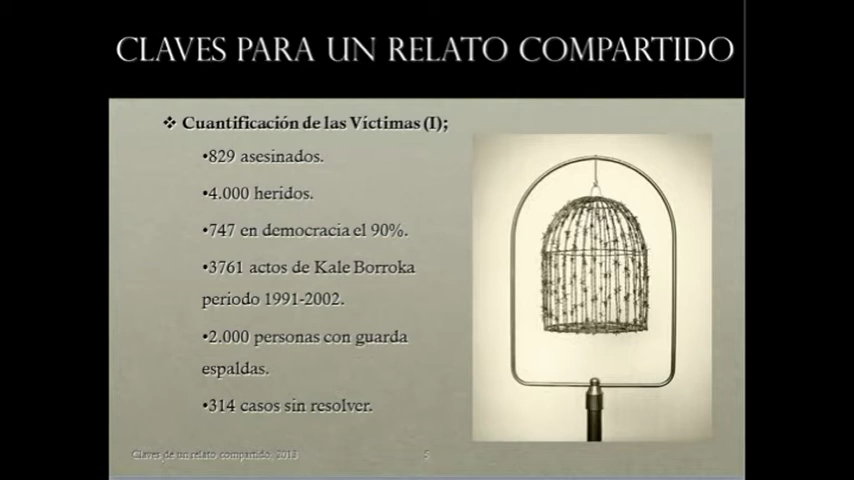 CLAVES PARA UN RELATO COMPARTIDO
❖ Cuantificación de las Víctimas (I);
•829 asesinados.
•4.000 heridos.
•747 en democracia el 90%.
•3761 actos de Kale Borroka
periodo 1991-2002.
•2.000 personas con guarda
espaldas.
•314 casos sin resolver.
Claves de un relato compartido, 2013
5